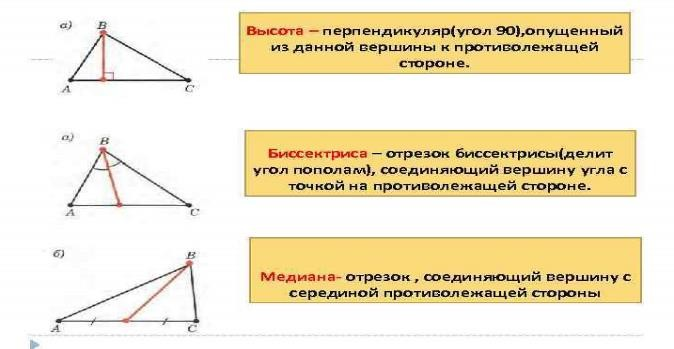 а)
B
A
C
Высота – перпендикуляр(угол 90),опущенный
из данной вершины к противолежащей
стороне.
а)
B
A
C
Биссектриса – отрезок биссектрисы(делит
угол пополам), соединяющий вершину угла с
точкой на противолежащей стороне.
б)
B
A
C
Медиана- отрезок , соединяющий вершину с
серединой противолежащей стороны